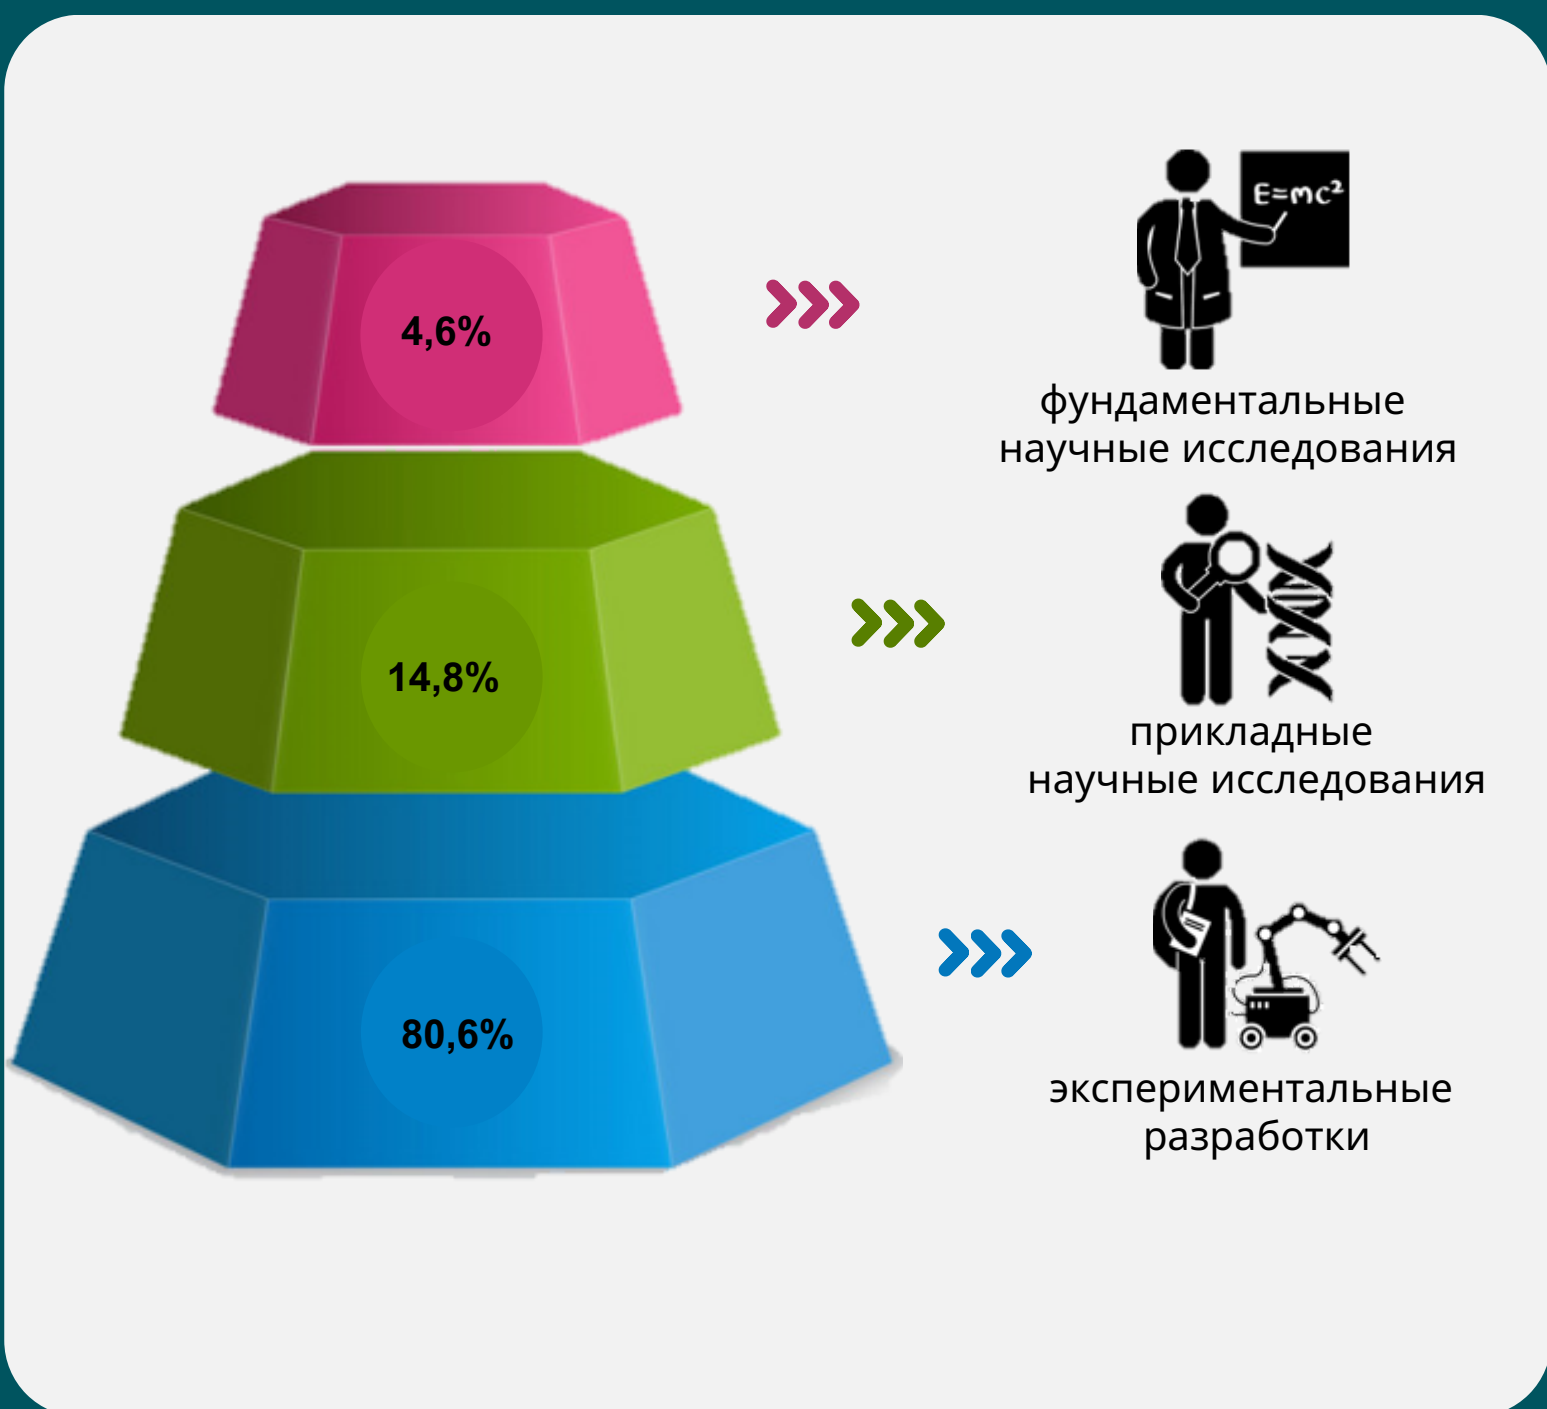 4,6%
E=mc²
фундаментальные
научные исследования
14,8%
прикладные
научные исследования
80,6%
экспериментальные
разработки